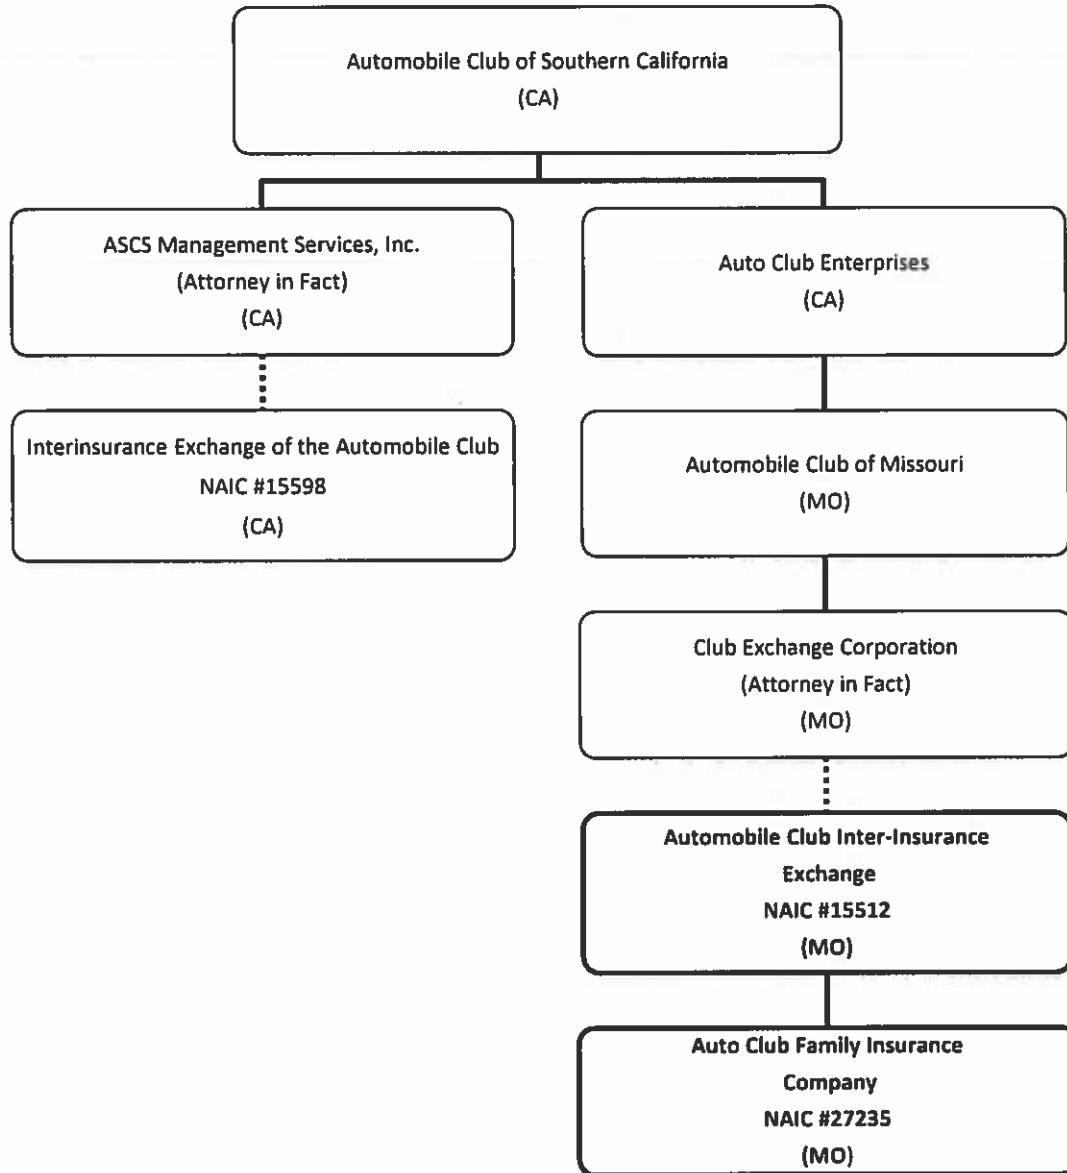 Automobile Club of Southern California
(CA)
ASCS Management Services, Inc.
(Attorney in Fact)
(CA)
Auto Club Enterprises
(CA)
Interinsurance Exchange of the Automobile Club
NAIC #15598
(CA)
Automobile Club of Missouri
(MO)
Club Exchange Corporation
(Attorney in Fact)
(MO)
Automobile Club Inter-Insurance
Exchange
NAIC #15512
(MO)
Auto Club Family Insurance
Company
NAIC #27235
(MO)